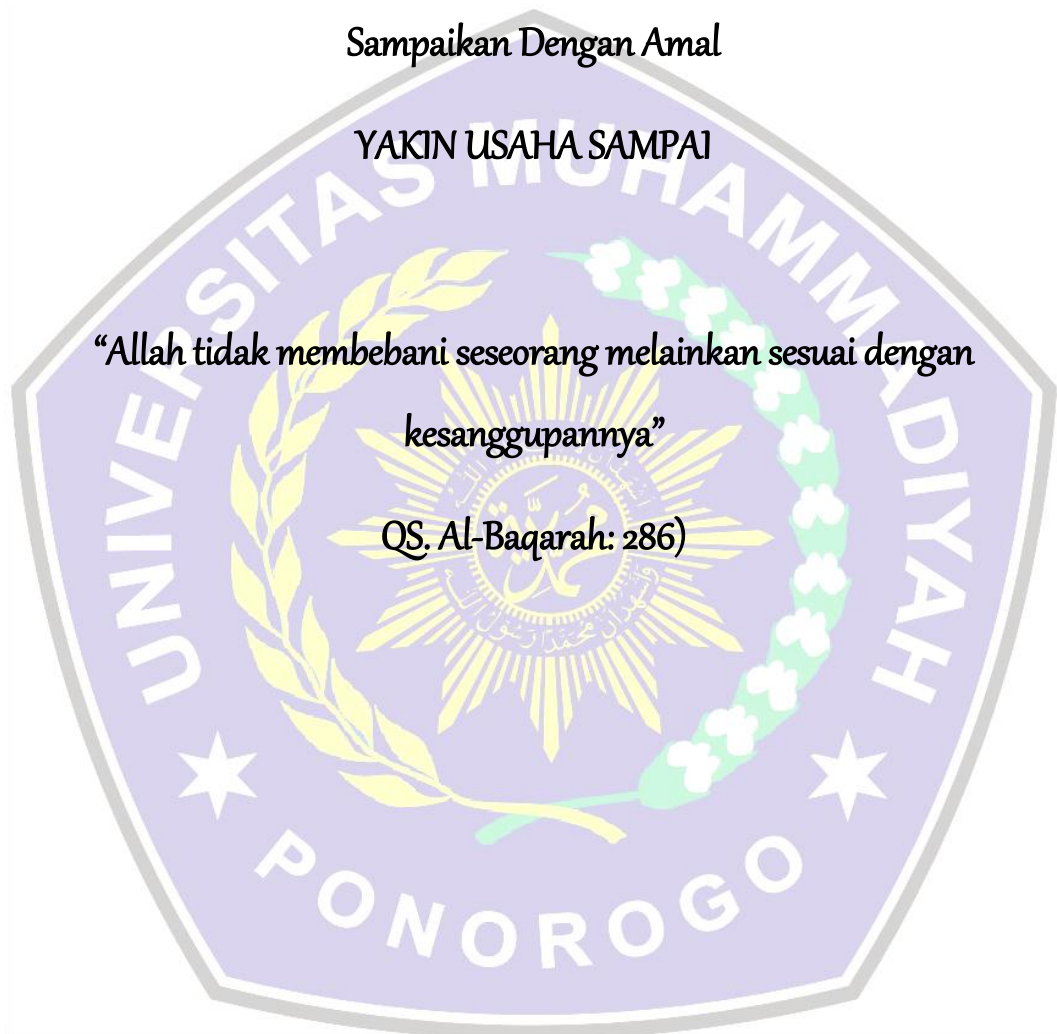 Sampaikan Dengan Amal
YAKIN USAHA SAMPAI
“Allah tidak membebani seseorang melainkan sesuai dengan
kesanggupannya”
QS. Al-Baqarah: 286)
UNIVERSITAS MUHAMMADIYAH
PONOROGO